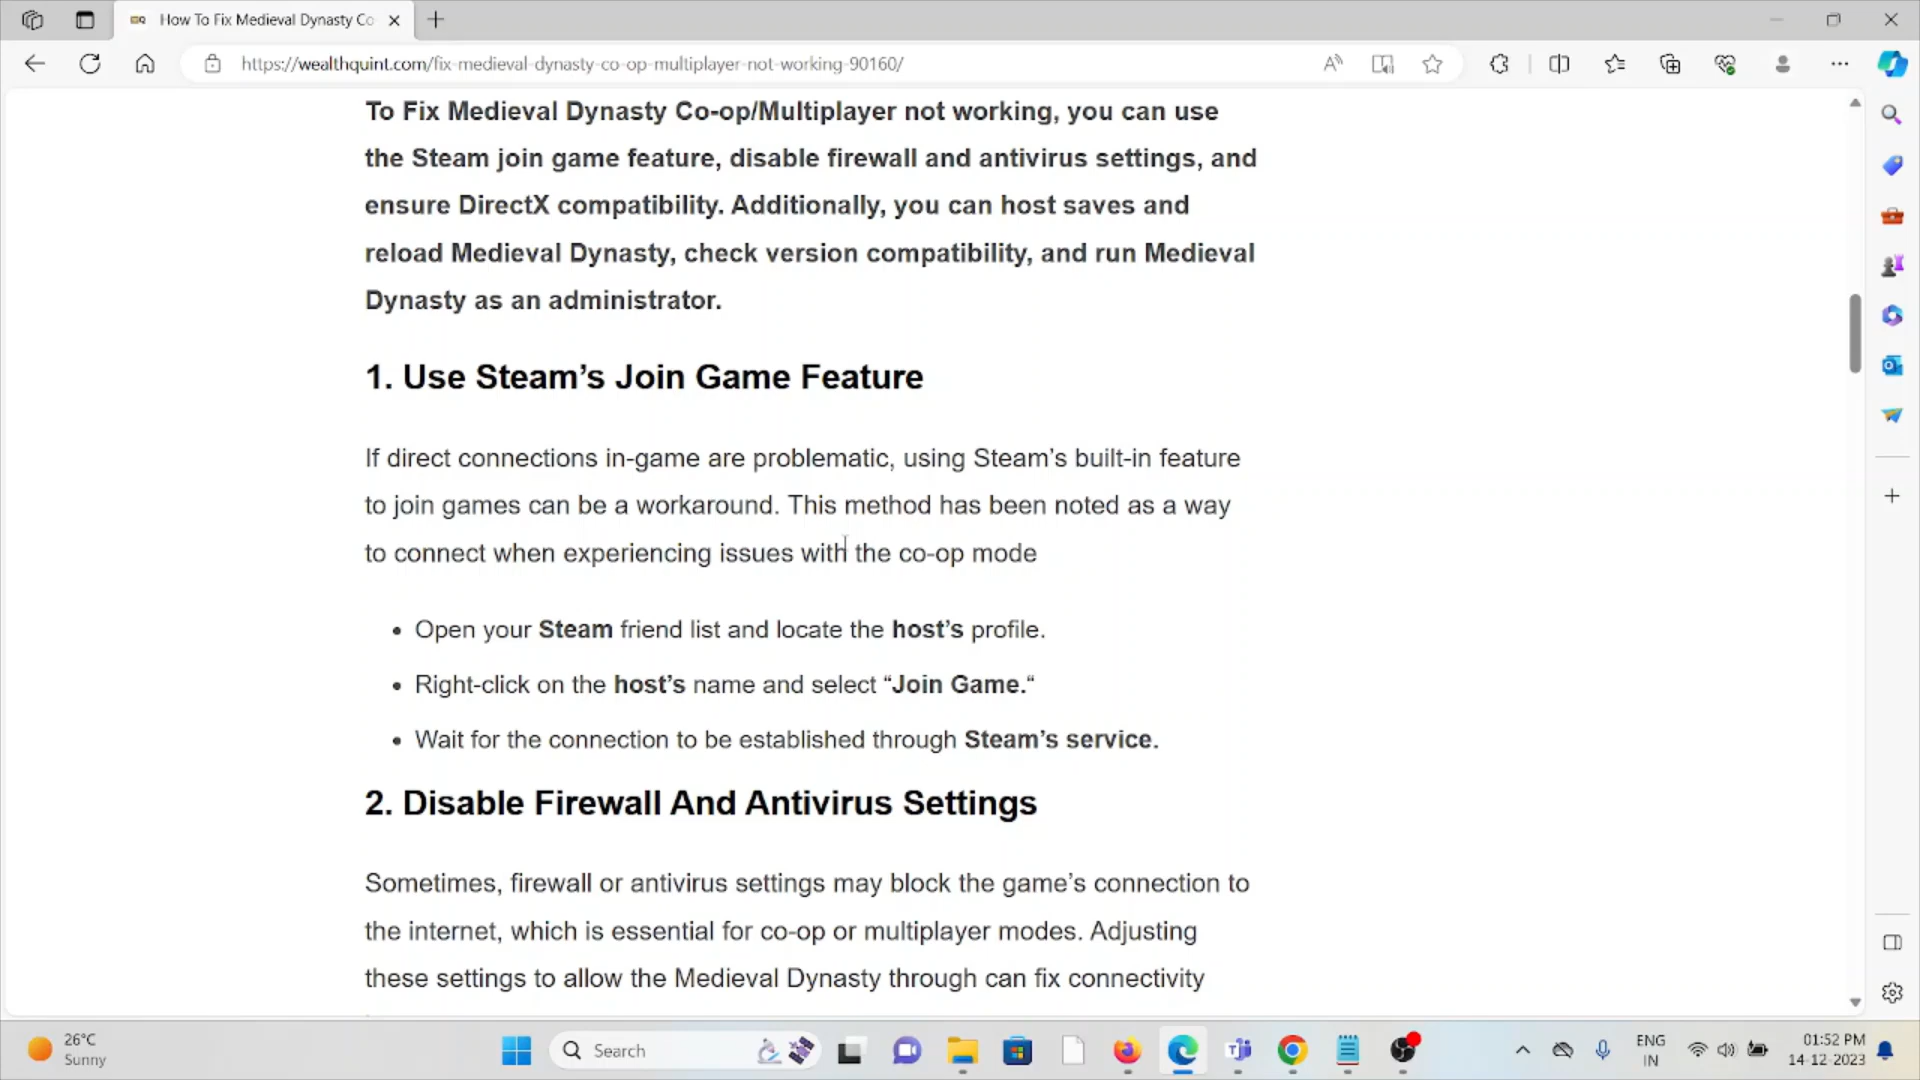 How To Fix Medieval Dynasty Co
https://wealthquint.com/fix-medieval-dynasty-co-op-multiplayer-not-working-90160/
To Fix Medieval Dynasty Co-op/Multiplayer not working, you can use
the Steam join game feature, disable firewall and antivirus settings, and
ensure DirectX compatibility. Additionally, you can host saves and
reload Medieval Dynasty, check version compatibility, and run Medieval
Dynasty as an administrator.
1. Use Steam’s Join Game Feature
If direct connections in-game are problematic, using Steam’s built-in feature
to join games can be a workaround. This method has been noted as a way
to connect when experiencing issues with the co-op mode
• Open your Steam friend list and locate the host’s profile.
• Right-click on the host’s name and select “Join Game.“
• Wait for the connection to be established through Steam’s service.
2. Disable Firewall And Antivirus Settings
Sometimes, firewall or antivirus settings may block the game’s connection to
the internet, which is essential for co-op or multiplayer modes. Adjusting
these settings to allow the Medieval Dynasty through can fix connectivity
26°C
Sunny
Search
ENG
IN
01:52 PM
14-12-2023